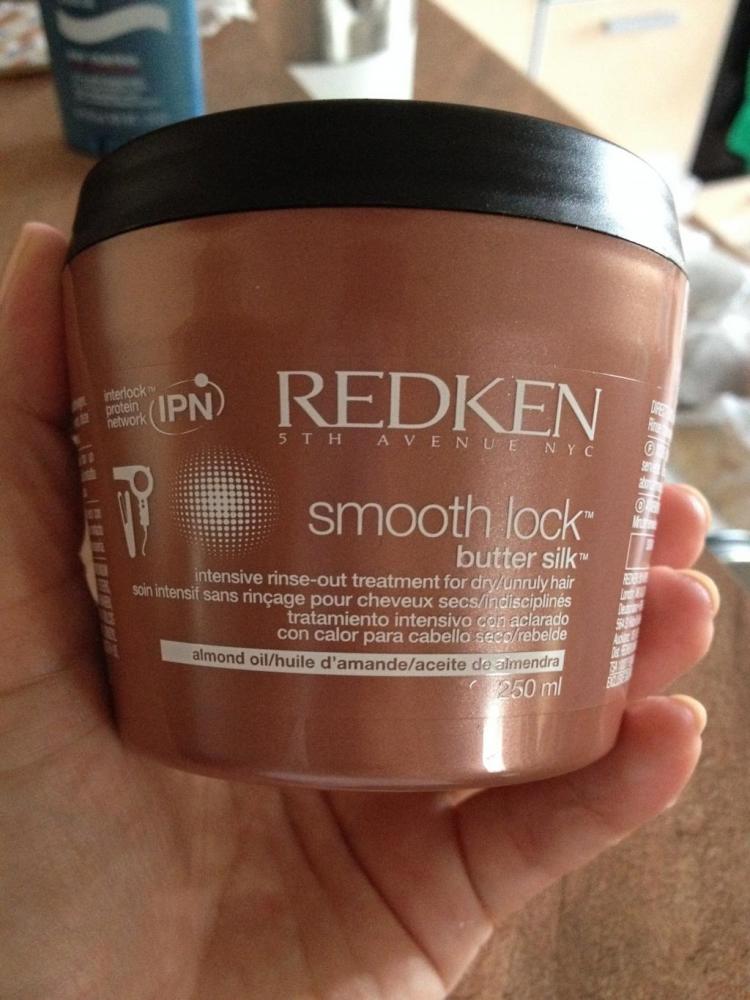 interlock™
protein
network
IPN
REDKEN
5TH AVENUE NYC
smooth lock™
butter silk™
intensive rinse-out treatment for dry/unruly hair
soin intensif sans rinçage pour cheveux secs/indisciplinés
tratamiento intensivo con aclarado
con calor para cabello seco/rebelde
almond oil/huile d'amande/aceite de almendra
250 ml